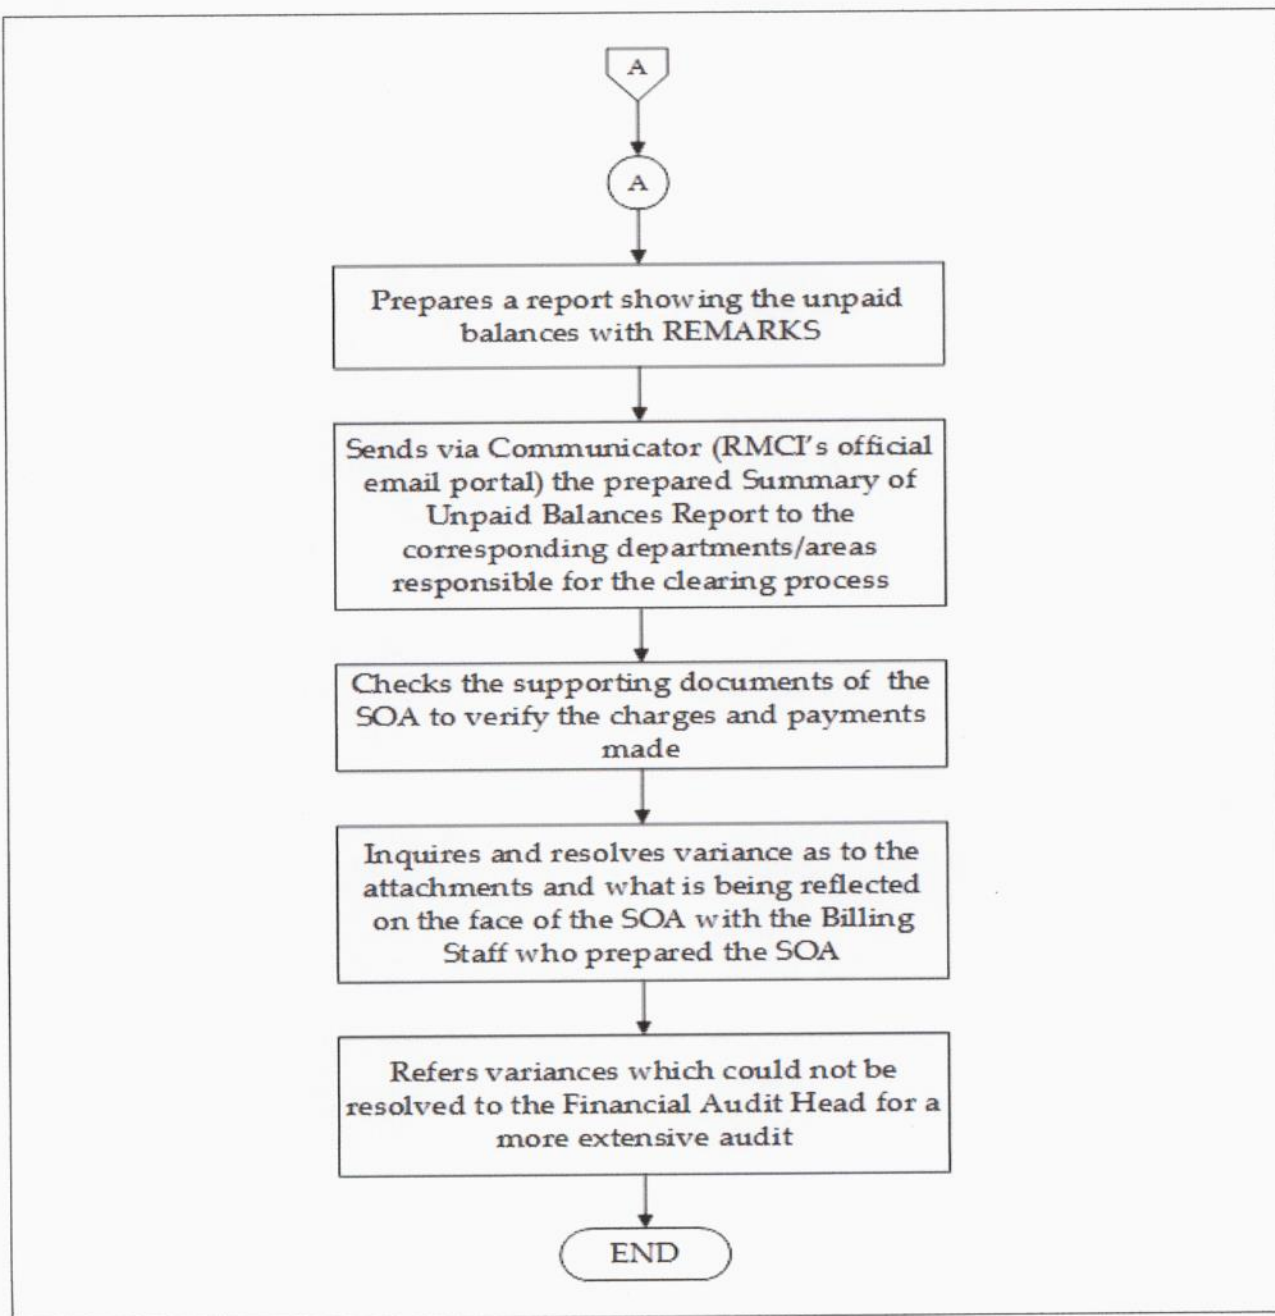 A
A
Prepares a report showing the unpaid
balances with REMARKS
Sends via Communicator (RMCI's official
email portal) the prepared Summary of
Unpaid Balances Report to the
corresponding departments/areas
responsible for the clearing process
Checks the supporting documents of the
SOA to verify the charges and payments
made
Inquires and resolves variance as to the
attachments and what is being reflected
on the face of the SOA with the Billing
Staff who prepared the SOA
Refers variances which could not be
resolved to the Financial Audit Head for a
more extensive audit
END